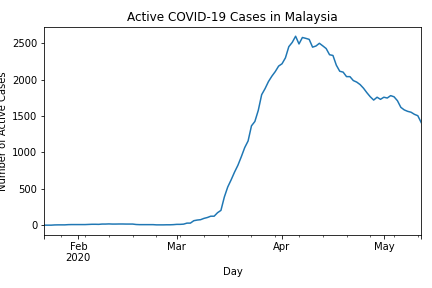 Active COVID-19 Cases in Malaysia
Number of Active Cases
2500
2000
1500
1000
500
0
Feb
2020
Mar
Apr
May
Day